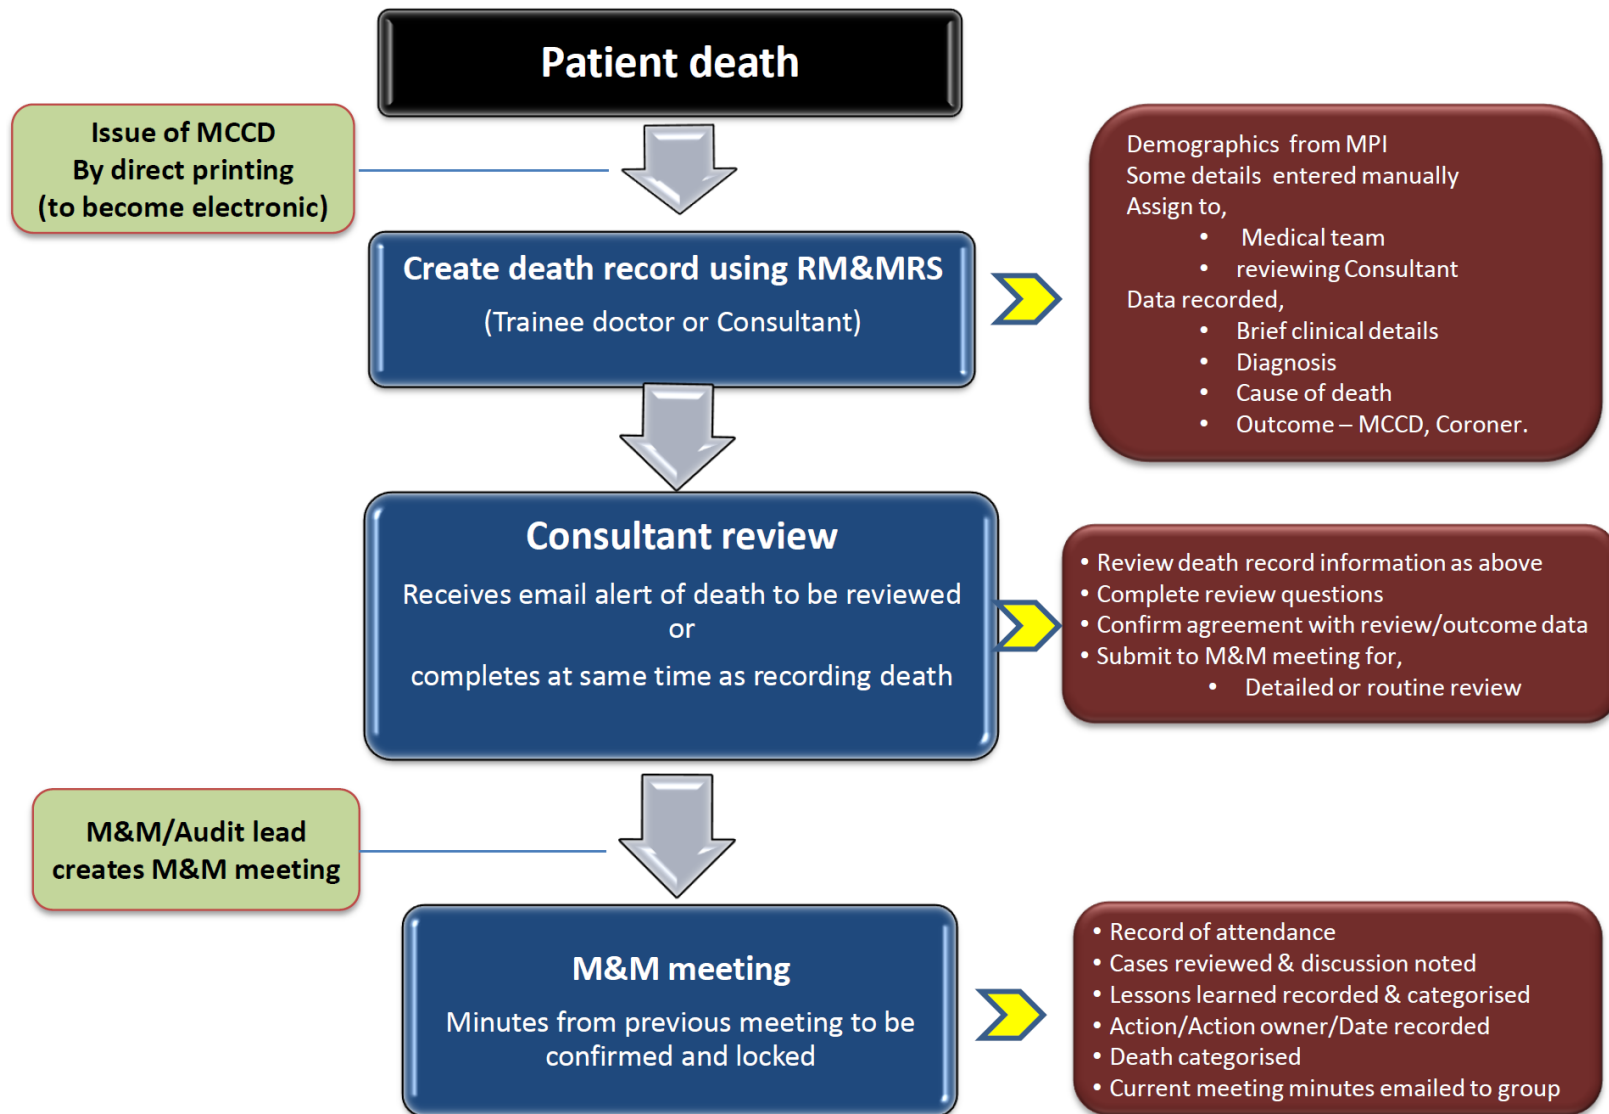 Patient death
Issue of MCCD
By direct printing
(to become electronic)
Create death record using RM&MRS
(Trainee doctor or Consultant)
Demographics from MPI
Some details entered manually
Assign to,
• Medical team
• reviewing Consultant
Data recorded,
• Brief clinical details
• Diagnosis
• Cause of death
• Outcome – MCCD, Coroner.
Consultant review
Receives email alert of death to be reviewed
or
completes at same time as recording death
• Review death record information as above
• Complete review questions
• Confirm agreement with review/outcome data
• Submit to M&M meeting for,
• Detailed or routine review
M&M/Audit lead
creates M&M meeting
M&M meeting
Minutes from previous meeting to be
confirmed and locked
• Record of attendance
• Cases reviewed & discussion noted
• Lessons learned recorded & categorised
• Action/Action owner/Date recorded
• Death categorised
• Current meeting minutes emailed to group